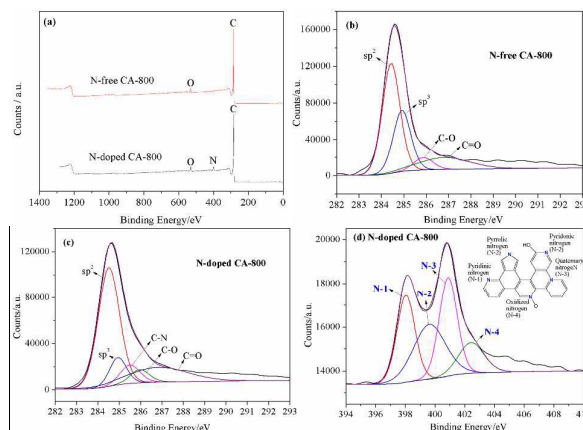 (a)
C
O
N-free CA-800
C
O
N
N-doped CA-800
Counts / a.u.
1400
1200
1000
800
600
400
200
0
Binding Energy/eV
(b)
N-free CA-800
sp2
sp3
C-O
C=O
Counts/a.u.
160000
120000
80000
40000
0
282
284
285
286
287
288
289
290
291
292
Binding Energy/eV
(c)
N-doped CA-800
sp2
sp3
C-N
C-O
C=O
Counts/a.u.
120000
80000
40000
0
282
284
285
286
287
288
289
290
291
292
293
Binding Energy/eV
(d)
N-doped CA-800
N-1
N-2
N-3
N-4
Pyrrolic
nitrogen
(N-2)
Pyridonic
nitrogen
(N-2)
HO
N
Pyridinic
nitrogen
(N-1)
Quaternary
nitrogeN
(N-3)
Oxidized
nitrogen
(N-4)
Counts/a.u.
20000
18000
16000
14000
394
396
398
400
402
404
406
408
Binding Energy/eV